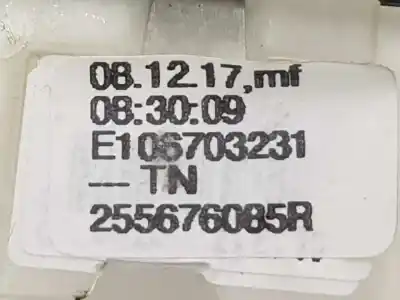 08.12.17,mf
08:30:09
E106703231
--- TN
255676085R